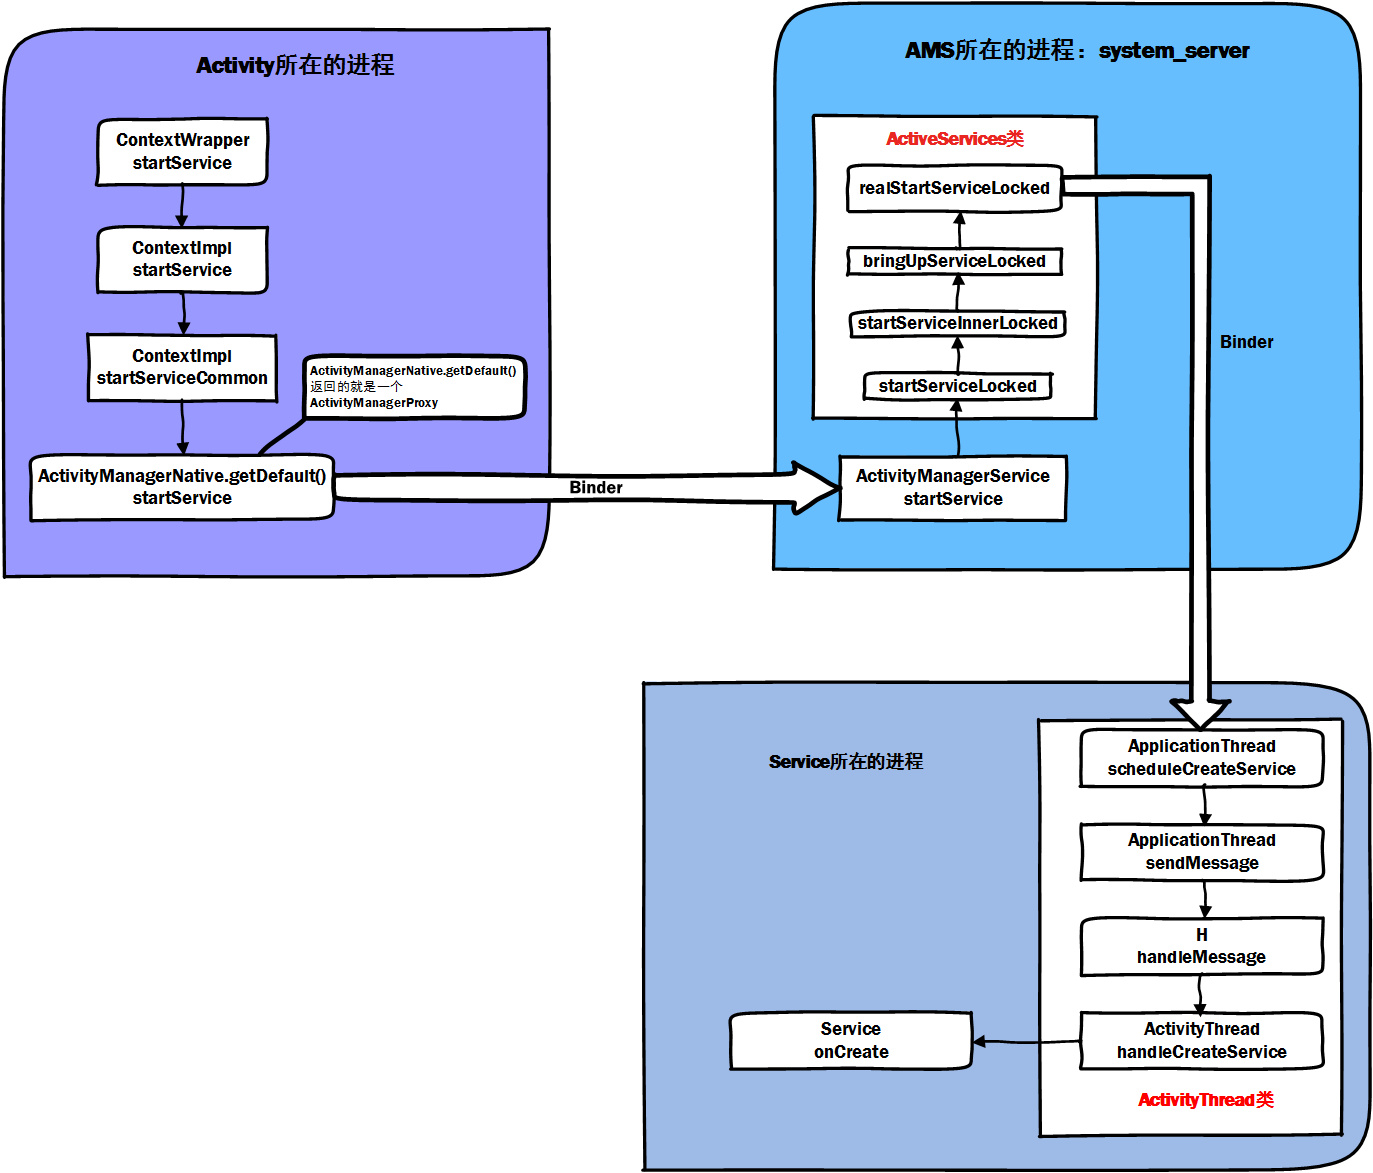 Activity所在的进程
ContextWrapper
startService
ContextImpl
startService
ContextImpl
startServiceCommon
ActivityManagerNative.getDefault()
返回的就是一个
ActivityManagerProxy
ActivityManagerNative.getDefault()
startService
Binder
AMS所在的进程：system_server
ActiveServices类
realStartServiceLocked
bringUpServiceLocked
startServiceInnerLocked
startServiceLocked
ActivityManagerService
startService
Binder
Service所在的进程
ApplicationThread
scheduleCreateService
ApplicationThread
sendMessage
H
handleMessage
ActivityThread
handleCreateService
Service
onCreate
ActivityThread类